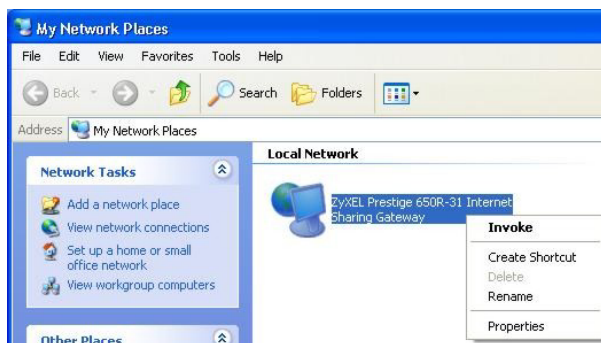 My Network Places
File Edit View Favorites Tools Help
Back Search Folders
Address My Network Places
Network Tasks
Add a network place
View network connections
Set up a home or small
office network
View workgroup computers
Other Places
Local Network
ZyXEL Prestige 650R-31 Internet
Sharing Gateway
Invoke
Create Shortcut
Delete
Rename
Properties